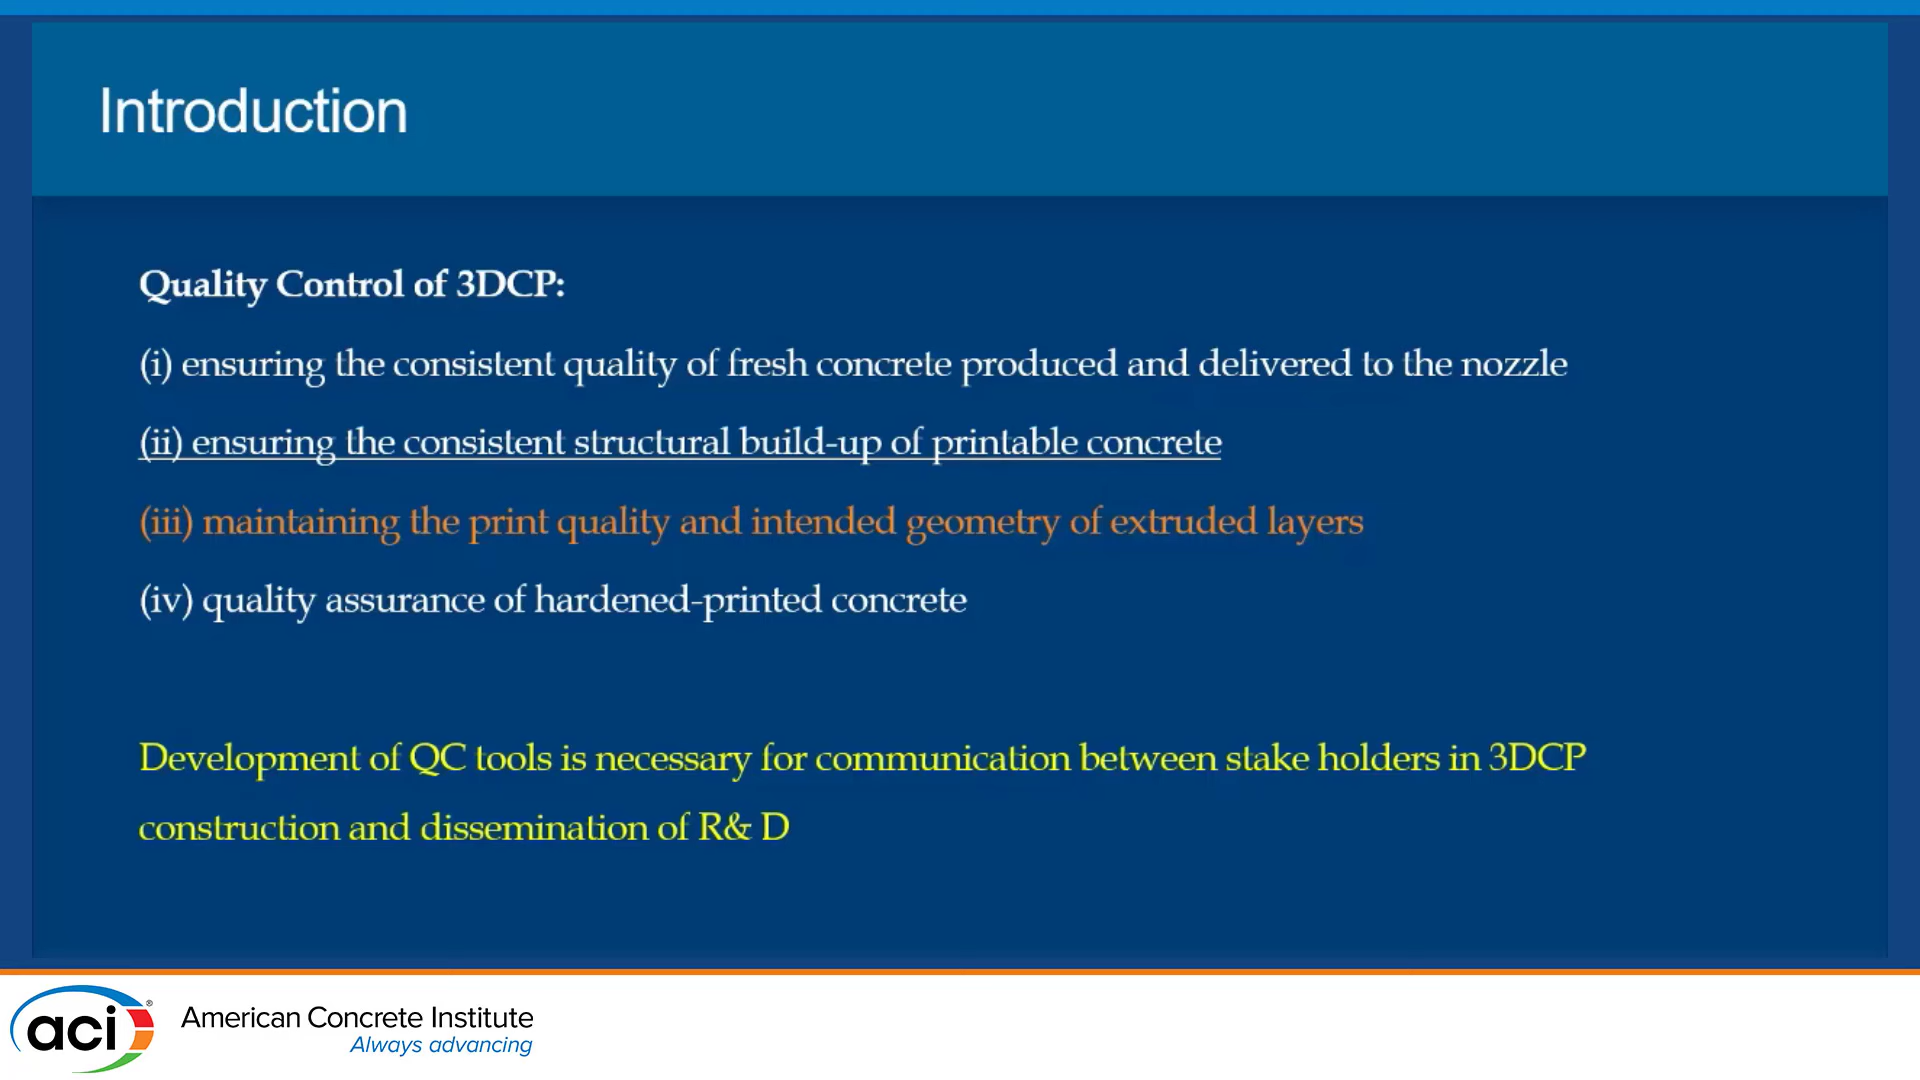 Introduction
Quality Control of 3DCP:
(i) ensuring the consistent quality of fresh concrete produced and delivered to the nozzle
(ii) ensuring the consistent structural build-up of printable concrete
(iii) maintaining the print quality and intended geometry of extruded layers
(iv) quality assurance of hardened-printed concrete
Development of QC tools is necessary for communication between stake holders in 3DCP
construction and dissemination of R& D
aci®
American Concrete Institute
Always advancing